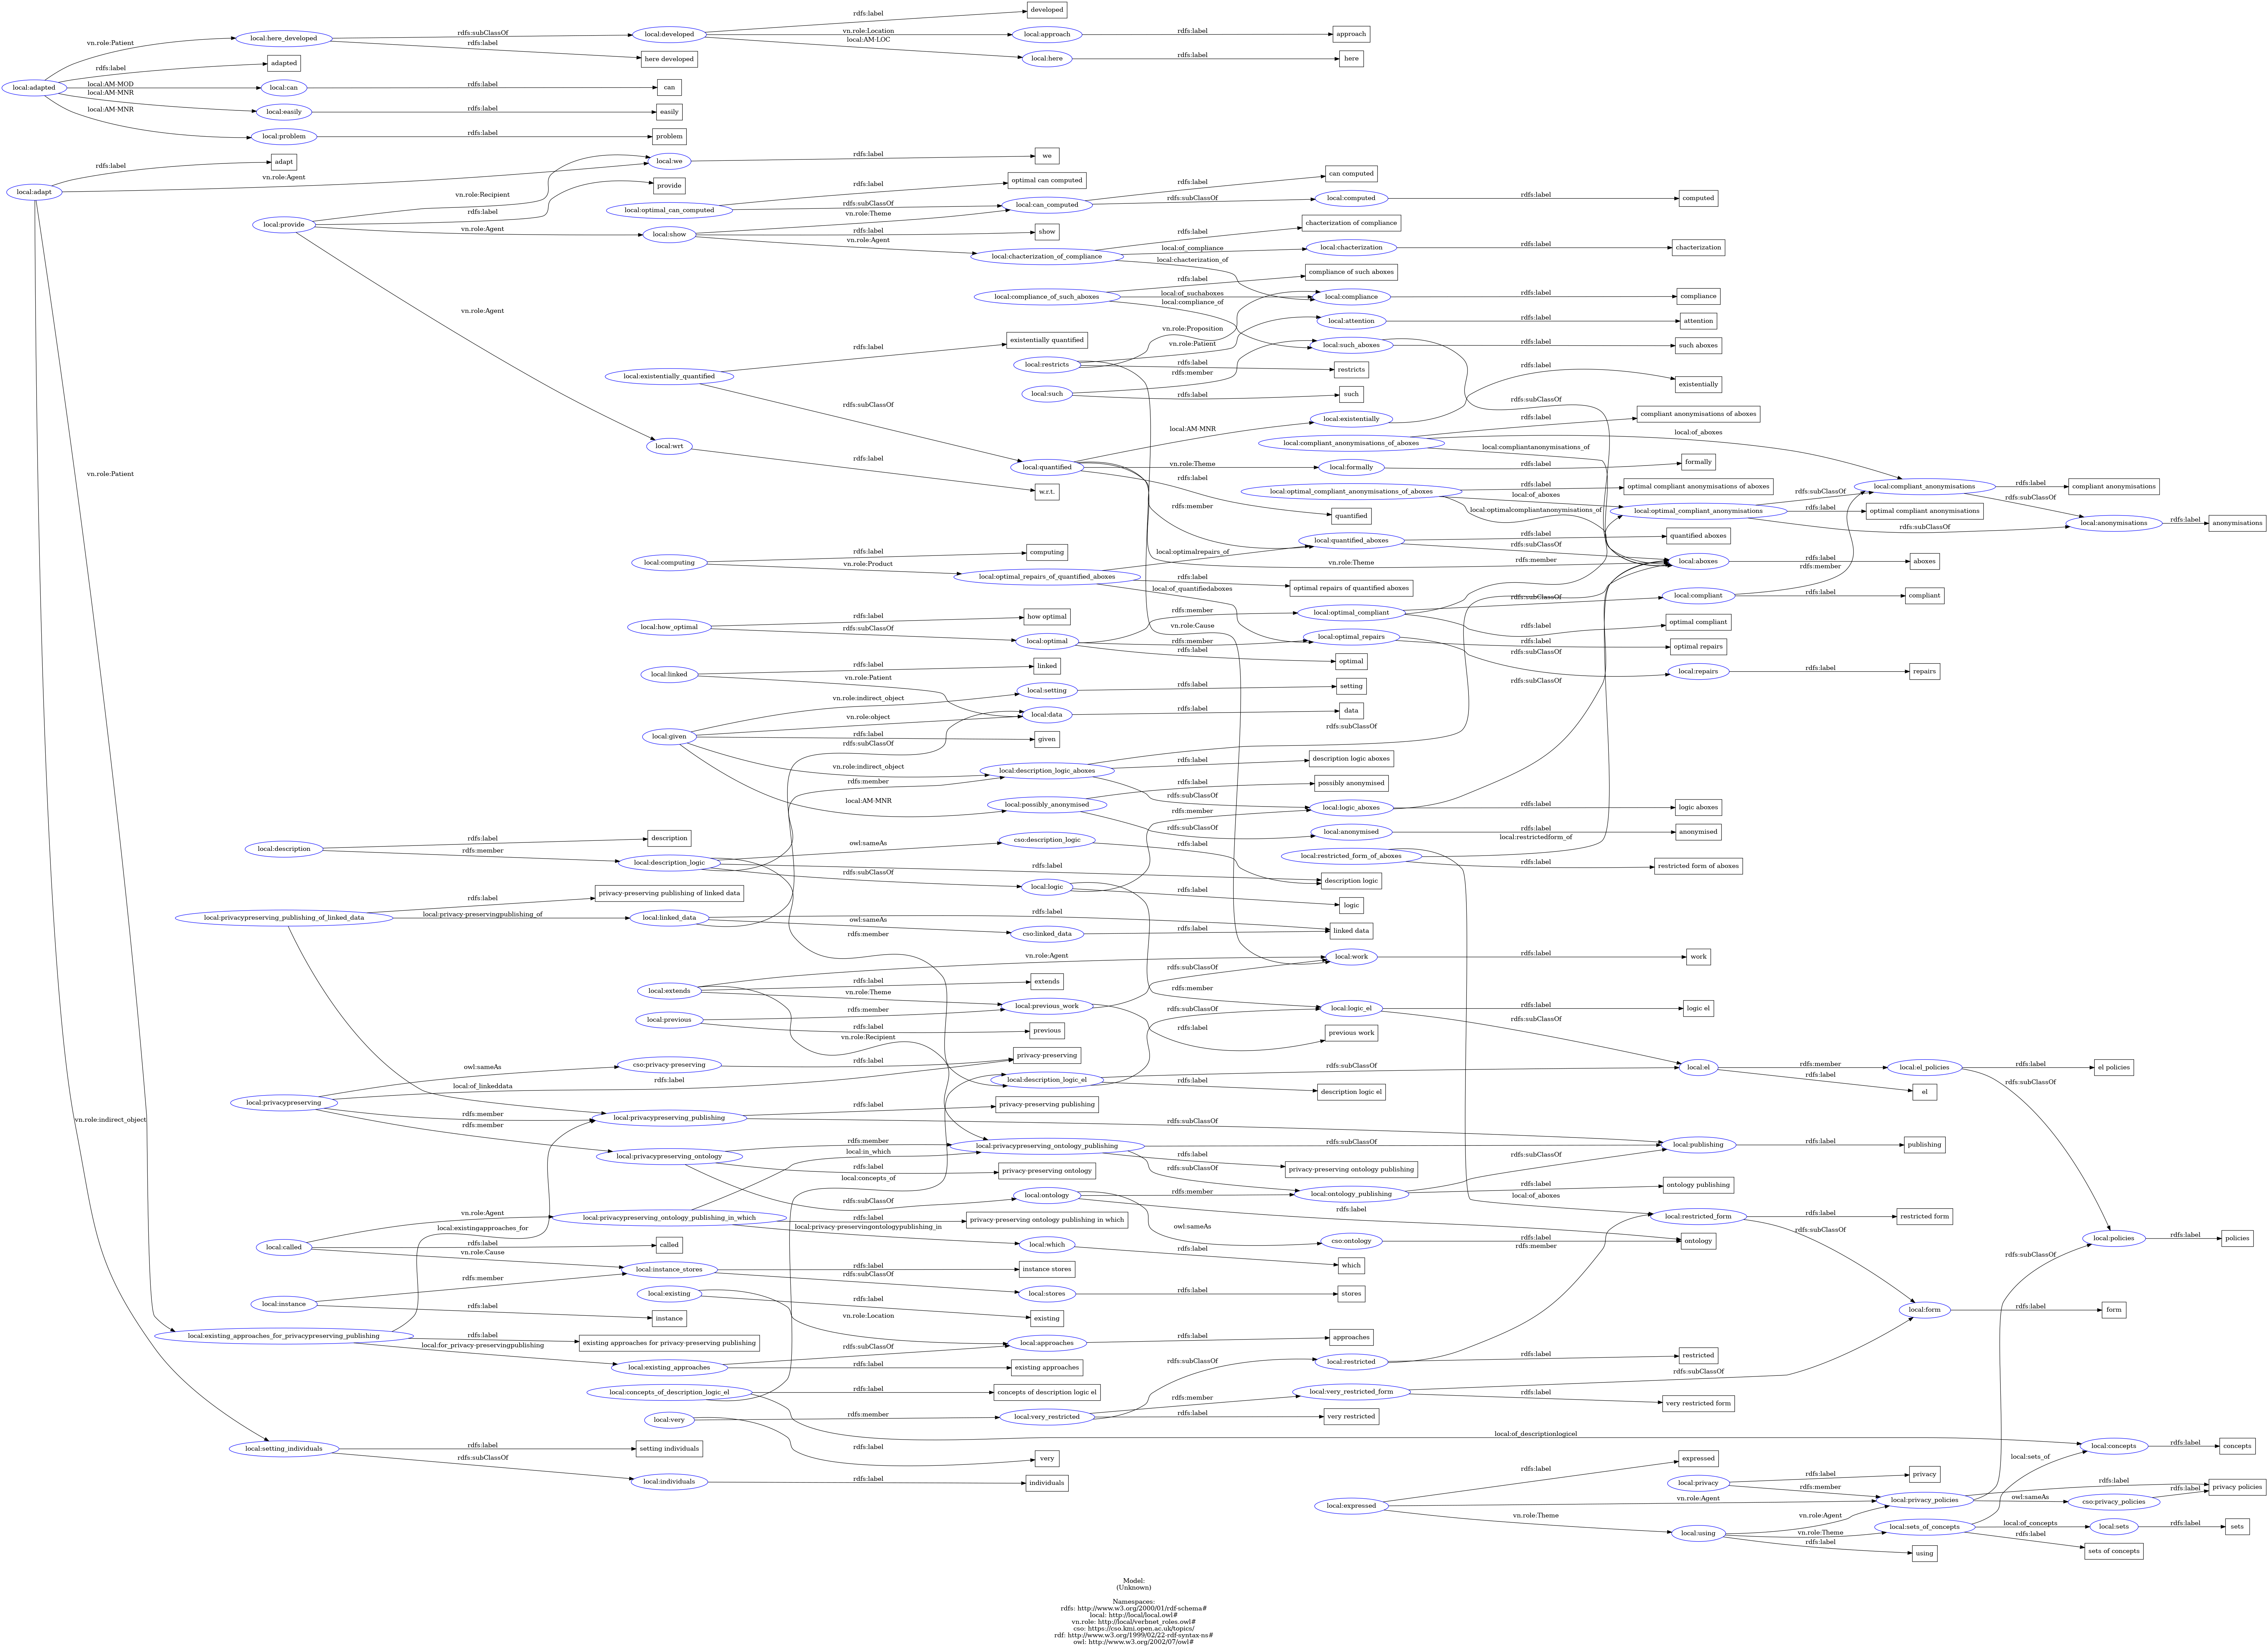 rdfs:label
developed
vn.role:Patient
local:here_developed
rdfs:subClassOf
local:developed
vn.role:Location
local:approach
rdfs:label
approach
rdfs:label
here developed
local:AM-LOC
local:here
rdfs:label
here
rdfs:label
adapted
local:adapted
local:AM-MOD
local:can
rdfs:label
can
local:AM-MNR
local:easily
rdfs:label
easily
local:AM-MNR
local:problem
rdfs:label
problem
rdfs:label
adapt
local:we
rdfs:label
we
local:adapt
vn.role:Agent
vn.role:Recipient
provide
rdfs:label
rdfs:label
optimal can computed
rdfs:label
can computed
local:optimal_can_computed
rdfs:subClassOf
local:can_computed
rdfs:subClassOf
local:computed
rdfs:label
computed
local:provide
vn.role:Agent
local:show
vn.role:Theme
rdfs:label
show
rdfs:label
chacterization of compliance
vn.role:Agent
local:chacterization_of_compliance
local:of_compliance
local:chacterization
rdfs:label
chacterization
local:chacterization_of
rdfs:label
compliance of such aboxes
local:compliance_of_such_aboxes
local:of_suchaboxes
local:compliance
rdfs:label
compliance
local:compliance_of
vn.role:Agent
local:attention
rdfs:label
attention
vn.role:Proposition
vn.role:Patient
rdfs:label
existentially quantified
local:such_aboxes
rdfs:label
such aboxes
local:restricts
rdfs:label
restricts
local:existentially_quantified
rdfs:member
local:such
rdfs:label
such
rdfs:label
existentially
rdfs:subClassOf
rdfs:subClassOf
local:AM-MNR
local:existentially
rdfs:label
compliant anonymisations of aboxes
local:compliant_anonymisations_of_aboxes
local:of_aboxes
local:compliantanonymisations_of
local:wrt
rdfs:label
w.r.t.
local:quantified
vn.role:Theme
local:formally
rdfs:label
formally
rdfs:label
quantified
local:optimal_compliant_anonymisations_of_aboxes
rdfs:label
optimal compliant anonymisations of aboxes
local:of_aboxes
local:optimalcompliantanonymisations_of
local:compliant_anonymisations
rdfs:label
compliant anonymisations
rdfs:subClassOf
rdfs:subClassOf
local:optimal_compliant_anonymisations
rdfs:label
optimal compliant anonymisations
rdfs:subClassOf
local:anonymisations
rdfs:label
anonymisations
vn.role:Patient
rdfs:member
local:quantified_aboxes
rdfs:label
quantified aboxes
rdfs:subClassOf
rdfs:label
computing
local:computing
vn.role:Product
local:optimalrepairs_of
vn.role:Theme
rdfs:member
local:aboxes
rdfs:label
aboxes
rdfs:member
local:optimal_repairs_of_quantified_aboxes
rdfs:label
optimal repairs of quantified aboxes
local:of_quantifiedaboxes
rdfs:subClassOf
local:compliant
rdfs:label
compliant
rdfs:label
how optimal
rdfs:member
local:optimal_compliant
rdfs:label
optimal compliant
local:how_optimal
rdfs:subClassOf
vn.role:Cause
local:optimal
rdfs:member
local:optimal_repairs
rdfs:label
optimal repairs
rdfs:label
optimal
rdfs:subClassOf
local:repairs
rdfs:label
repairs
local:linked
rdfs:label
linked
vn.role:Patient
rdfs:subClassOf
vn.role:indirect_object
local:setting
rdfs:label
setting
vn.role:object
local:data
rdfs:label
data
local:given
rdfs:label
given
rdfs:subClassOf
rdfs:subClassOf
vn.role:indirect_object
local:description_logic_aboxes
rdfs:label
description logic aboxes
rdfs:member
rdfs:label
possibly anonymised
local:AM-MNR
local:possibly_anonymised
rdfs:subClassOf
rdfs:member
local:logic_aboxes
rdfs:label
logic aboxes
rdfs:subClassOf
local:anonymised
rdfs:label
anonymised
local:restrictedform_of
rdfs:label
description
local:description
rdfs:member
local:description_logic
owl:sameAs
cso:description_logic
rdfs:label
local:restricted_form_of_aboxes
rdfs:label
restricted form of aboxes
rdfs:label
description logic
rdfs:subClassOf
local:logic
rdfs:label
logic
rdfs:label
privacy-preserving publishing of linked data
local:privacypreserving_publishing_of_linked_data
local:privacy-preservingpublishing_of
local:linked_data
rdfs:label
owl:sameAs
cso:linked_data
rdfs:label
linked data
rdfs:member
vn.role:Agent
local:work
rdfs:label
work
rdfs:subClassOf
local:extends
rdfs:label
extends
vn.role:Theme
local:previous_work
rdfs:member
local:previous
rdfs:member
rdfs:label
previous
rdfs:subClassOf
local:logic_el
rdfs:label
logic el
rdfs:subClassOf
rdfs:label
previous work
vn.role:Recipient
privacy-preserving
owl:sameAs
cso:privacy-preserving
rdfs:label
local:of_linkeddata
rdfs:label
local:description_logic_el
rdfs:subClassOf
local:el
rdfs:member
local:el_policies
rdfs:label
el policies
rdfs:label
el
rdfs:subClassOf
rdfs:label
description logic el
local:privacypreserving
rdfs:member
local:privacypreserving_publishing
rdfs:label
privacy-preserving publishing
rdfs:subClassOf
vn.role:indirect_object
rdfs:member
local:privacypreserving_ontology
rdfs:member
local:privacypreserving_ontology_publishing
rdfs:subClassOf
local:publishing
rdfs:label
publishing
local:in_which
rdfs:label
privacy-preserving ontology
rdfs:label
privacy-preserving ontology publishing
rdfs:subClassOf
rdfs:subClassOf
local:concepts_of
rdfs:subClassOf
local:ontology
rdfs:member
local:ontology_publishing
rdfs:label
ontology publishing
local:of_aboxes
vn.role:Agent
local:privacypreserving_ontology_publishing_in_which
rdfs:label
privacy-preserving ontology publishing in which
local:privacy-preservingontologypublishing_in
owl:sameAs
rdfs:label
local:restricted_form
rdfs:label
restricted form
local:existingapproaches_for
local:called
rdfs:label
called
vn.role:Cause
local:which
rdfs:label
which
cso:ontology
rdfs:label
ontology
rdfs:member
rdfs:subClassOf
local:policies
rdfs:label
policies
rdfs:subClassOf
local:instance_stores
rdfs:label
instance stores
rdfs:subClassOf
rdfs:member
local:instance
rdfs:label
instance
local:stores
rdfs:label
stores
local:existing
rdfs:label
existing
vn.role:Location
local:form
rdfs:label
form
local:existing_approaches_for_privacypreserving_publishing
rdfs:label
existing approaches for privacy-preserving publishing
local:for_privacy-preservingpublishing
local:approaches
rdfs:label
approaches
rdfs:subClassOf
local:existing_approaches
rdfs:label
existing approaches
rdfs:subClassOf
local:restricted
rdfs:label
restricted
rdfs:subClassOf
local:concepts_of_description_logic_el
rdfs:label
concepts of description logic el
rdfs:member
local:very_restricted_form
rdfs:label
very restricted form
local:very
rdfs:member
local:very_restricted
rdfs:label
very restricted
local:of_descriptionlogicel
local:concepts
rdfs:label
concepts
local:setting_individuals
rdfs:label
setting individuals
rdfs:label
very
rdfs:subClassOf
local:individuals
rdfs:label
individuals
local:sets_of
rdfs:label
expressed
local:privacy
rdfs:label
privacy
rdfs:member
rdfs:label
privacy policies
local:expressed
vn.role:Agent
local:privacy_policies
owl:sameAs
cso:privacy_policies
rdfs:label
vn.role:Theme
local:using
vn.role:Agent
vn.role:Theme
local:sets_of_concepts
local:of_concepts
local:sets
rdfs:label
sets
rdfs:label
using
rdfs:label
sets of concepts
Model:
(Unknown)
Namespaces:
rdfs: http://www.w3.org/2000/01/rdf-schema#
local: http://local/local.owl#
vn.role: http://local/verbnet_roles.owl#
cso: https://cso.kmi.open.ac.uk/topics/
rdf: http://www.w3.org/1999/02/22-rdf-syntax-ns#
owl: http://www.w3.org/2002/07/owl#